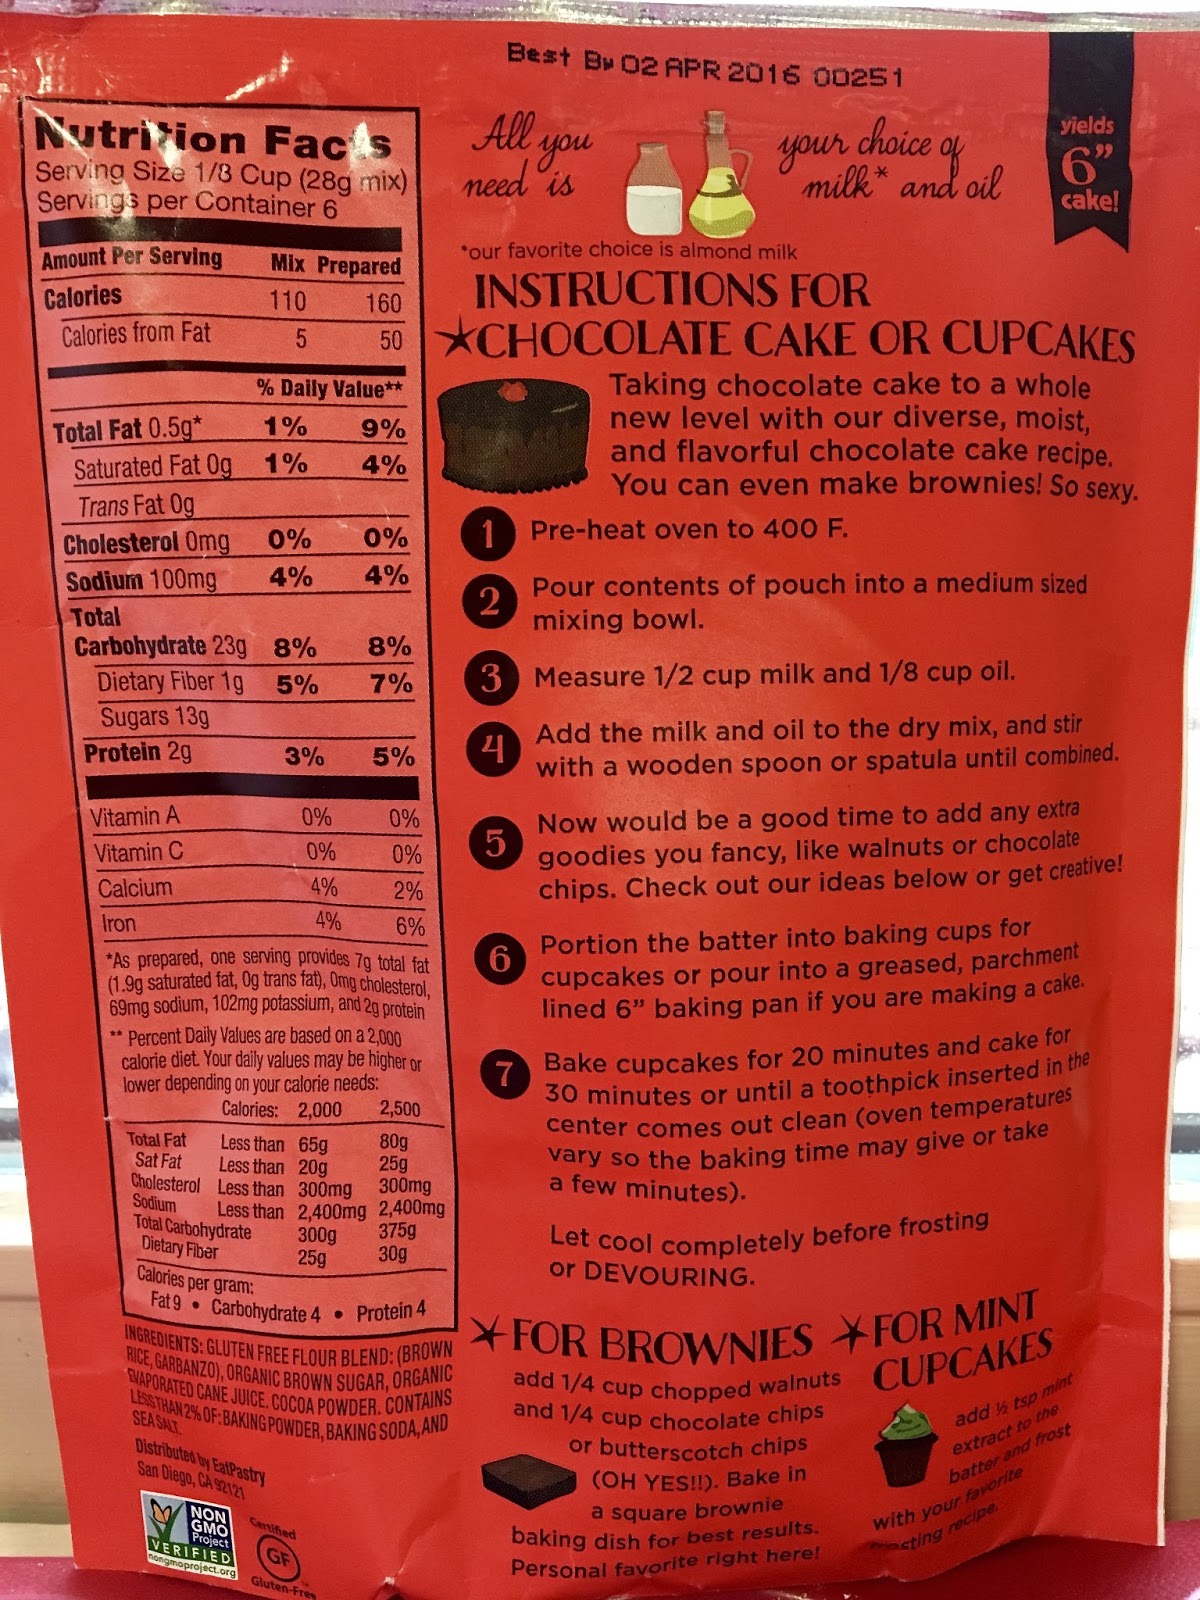 Best By 02 APR 2016 00251
Nutrition Facts
Serving Size 1/8 Cup (28g mix)
Servings per Container 6
Amount Per Serving Mix Prepared
Calories 110 160
Calories from Fat 5 50
% Daily Value**
Total Fat 0.5g* 1% 9%
Saturated Fat 0g 1% 4%
Trans Fat 0g
Cholesterol 0mg 0% 0%
Sodium 100mg 4% 4%
Total
Carbohydrate 23g 8% 8%
Dietary Fiber 1g 5% 7%
Sugars 13g
Protein 2g 3% 5%
Vitamin A 0% 0%
Vitamin C 0% 0%
Calcium 4% 2%
Iron 4% 6%
*As prepared, one serving provides 7g total fat
(1.9g saturated fat, 0g trans fat), 0mg cholesterol,
69mg sodium, 102mg potassium, and 2g protein
** Percent Daily Values are based on a 2,000
calorie diet. Your daily values may be higher or
lower depending on your calorie needs:
Calories: 2,000 2,500
Total Fat Less than 65g 80g
Sat Fat Less than 20g 25g
Cholesterol Less than 300mg 300mg
Sodium Less than 2,400mg 2,400mg
Total Carbohydrate 300g 375g
Dietary Fiber 25g 30g
Calories per gram:
Fat 9 • Carbohydrate 4 • Protein 4
INGREDIENTS: GLUTEN FREE FLOUR BLEND: (BROWN
RICE, GARBANZO), ORGANIC BROWN SUGAR, ORGANIC
EVAPORATED CANE JUICE. COCOA POWDER. CONTAINS
LESS THAN 2% OF: BAKING POWDER, BAKING SODA, AND
SEA SALT.
Distributed by EatPastry
San Diego, CA 92121
NON
GMO
Project
VERIFIED
nongmoproject.org
Certified
GF
Gluten-Free
All you
need is
your choice of
milk* and oil
yields
6"
cake!
*our favorite choice is almond milk
INSTRUCTIONS FOR
CHOCOLATE CAKE OR CUPCAKES
Taking chocolate cake to a whole
new level with our diverse, moist,
and flavorful chocolate cake recipe.
You can even make brownies! So sexy.
1 Pre-heat oven to 400 F.
2 Pour contents of pouch into a medium sized
mixing bowl.
3 Measure 1/2 cup milk and 1/8 cup oil.
4 Add the milk and oil to the dry mix, and stir
with a wooden spoon or spatula until combined.
5 Now would be a good time to add any extra
goodies you fancy, like walnuts or chocolate
chips. Check out our ideas below or get creative!
6 Portion the batter into baking cups for
cupcakes or pour into a greased, parchment
lined 6" baking pan if you are making a cake.
7 Bake cupcakes for 20 minutes and cake for
30 minutes or until a toothpick inserted in the
center comes out clean (oven temperatures
vary so the baking time may give or take
a few minutes).
Let cool completely before frosting
or DEVOURING.
FOR BROWNIES
add 1/4 cup chopped walnuts
and 1/4 cup chocolate chips
or butterscotch chips
(OH YES!!). Bake in
a square brownie
baking dish for best results.
Personal favorite right here!
FOR MINT
CUPCAKES
add ½ tsp mint
extract to the
batter and frost
with your favorite
frosting recipe.